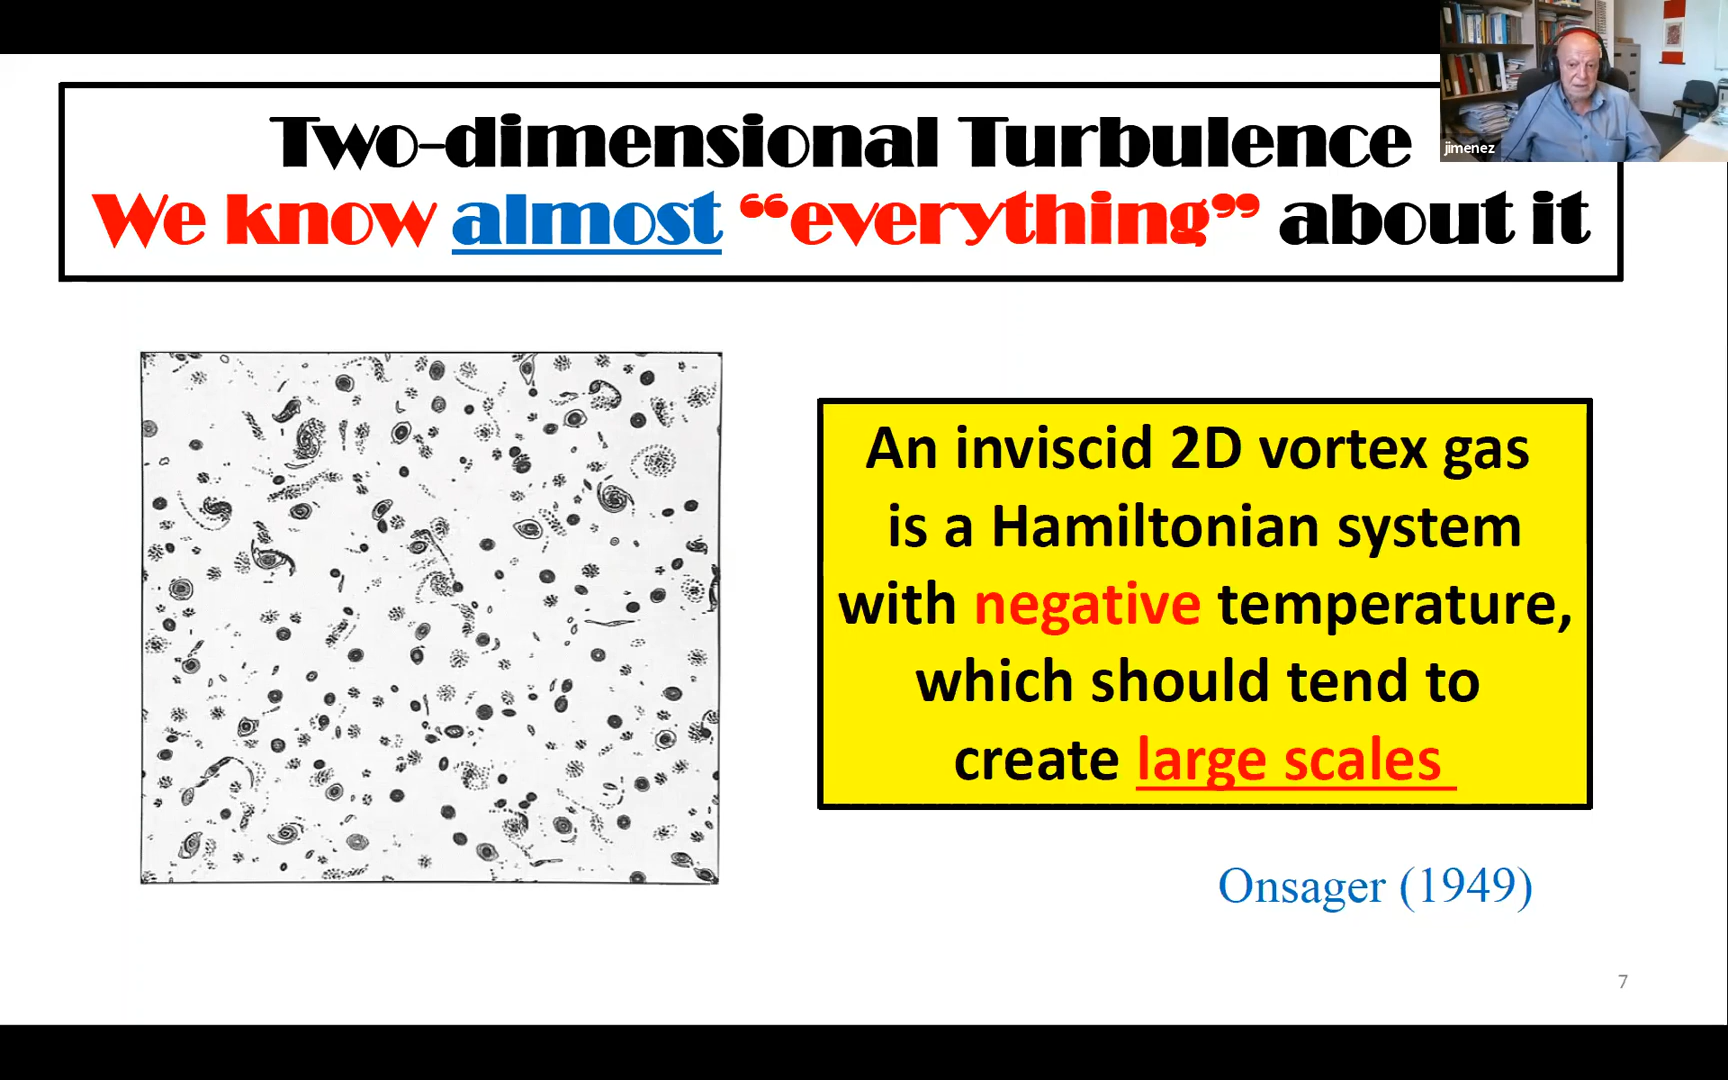 Two-dimensional Turbulence
We know almost “everything” about it
jimenez
An inviscid 2D vortex gas
is a Hamiltonian system
with negative temperature,
which should tend to
create large scales
Onsager (1949)
7